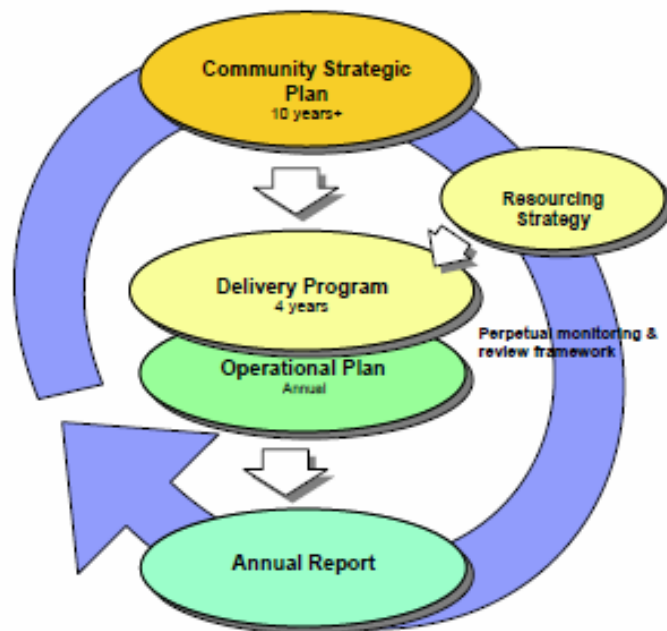 Community Strategic
Plan
10 years+
Resourcing
Strategy
Delivery Program
4 years
Perpetual monitoring &
review framework
Operational Plan
Annual
Annual Report